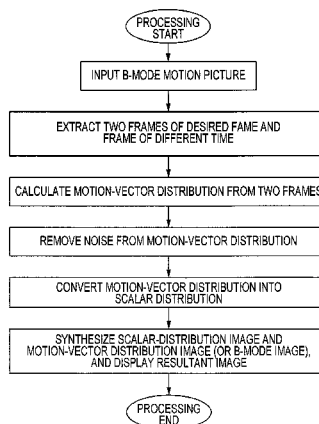 PROCESSING
START
INPUT B-MODE MOTION PICTURE
EXTRACT TWO FRAMES OF DESIRED FAME AND
FRAME OF DIFFERENT TIME
CALCULATE MOTION-VECTOR DISTRIBUTION FROM TWO FRAMES
REMOVE NOISE FROM MOTION-VECTOR DISTRIBUTION
CONVERT MOTION-VECTOR DISTRIBUTION INTO
SCALAR DISTRIBUTION
SYNTHESIZE SCALAR-DISTRIBUTION IMAGE AND
MOTION-VECTOR DISTRIBUTION IMAGE (OR B-MODE IMAGE),
AND DISPLAY RESULTANT IMAGE
PROCESSING
END